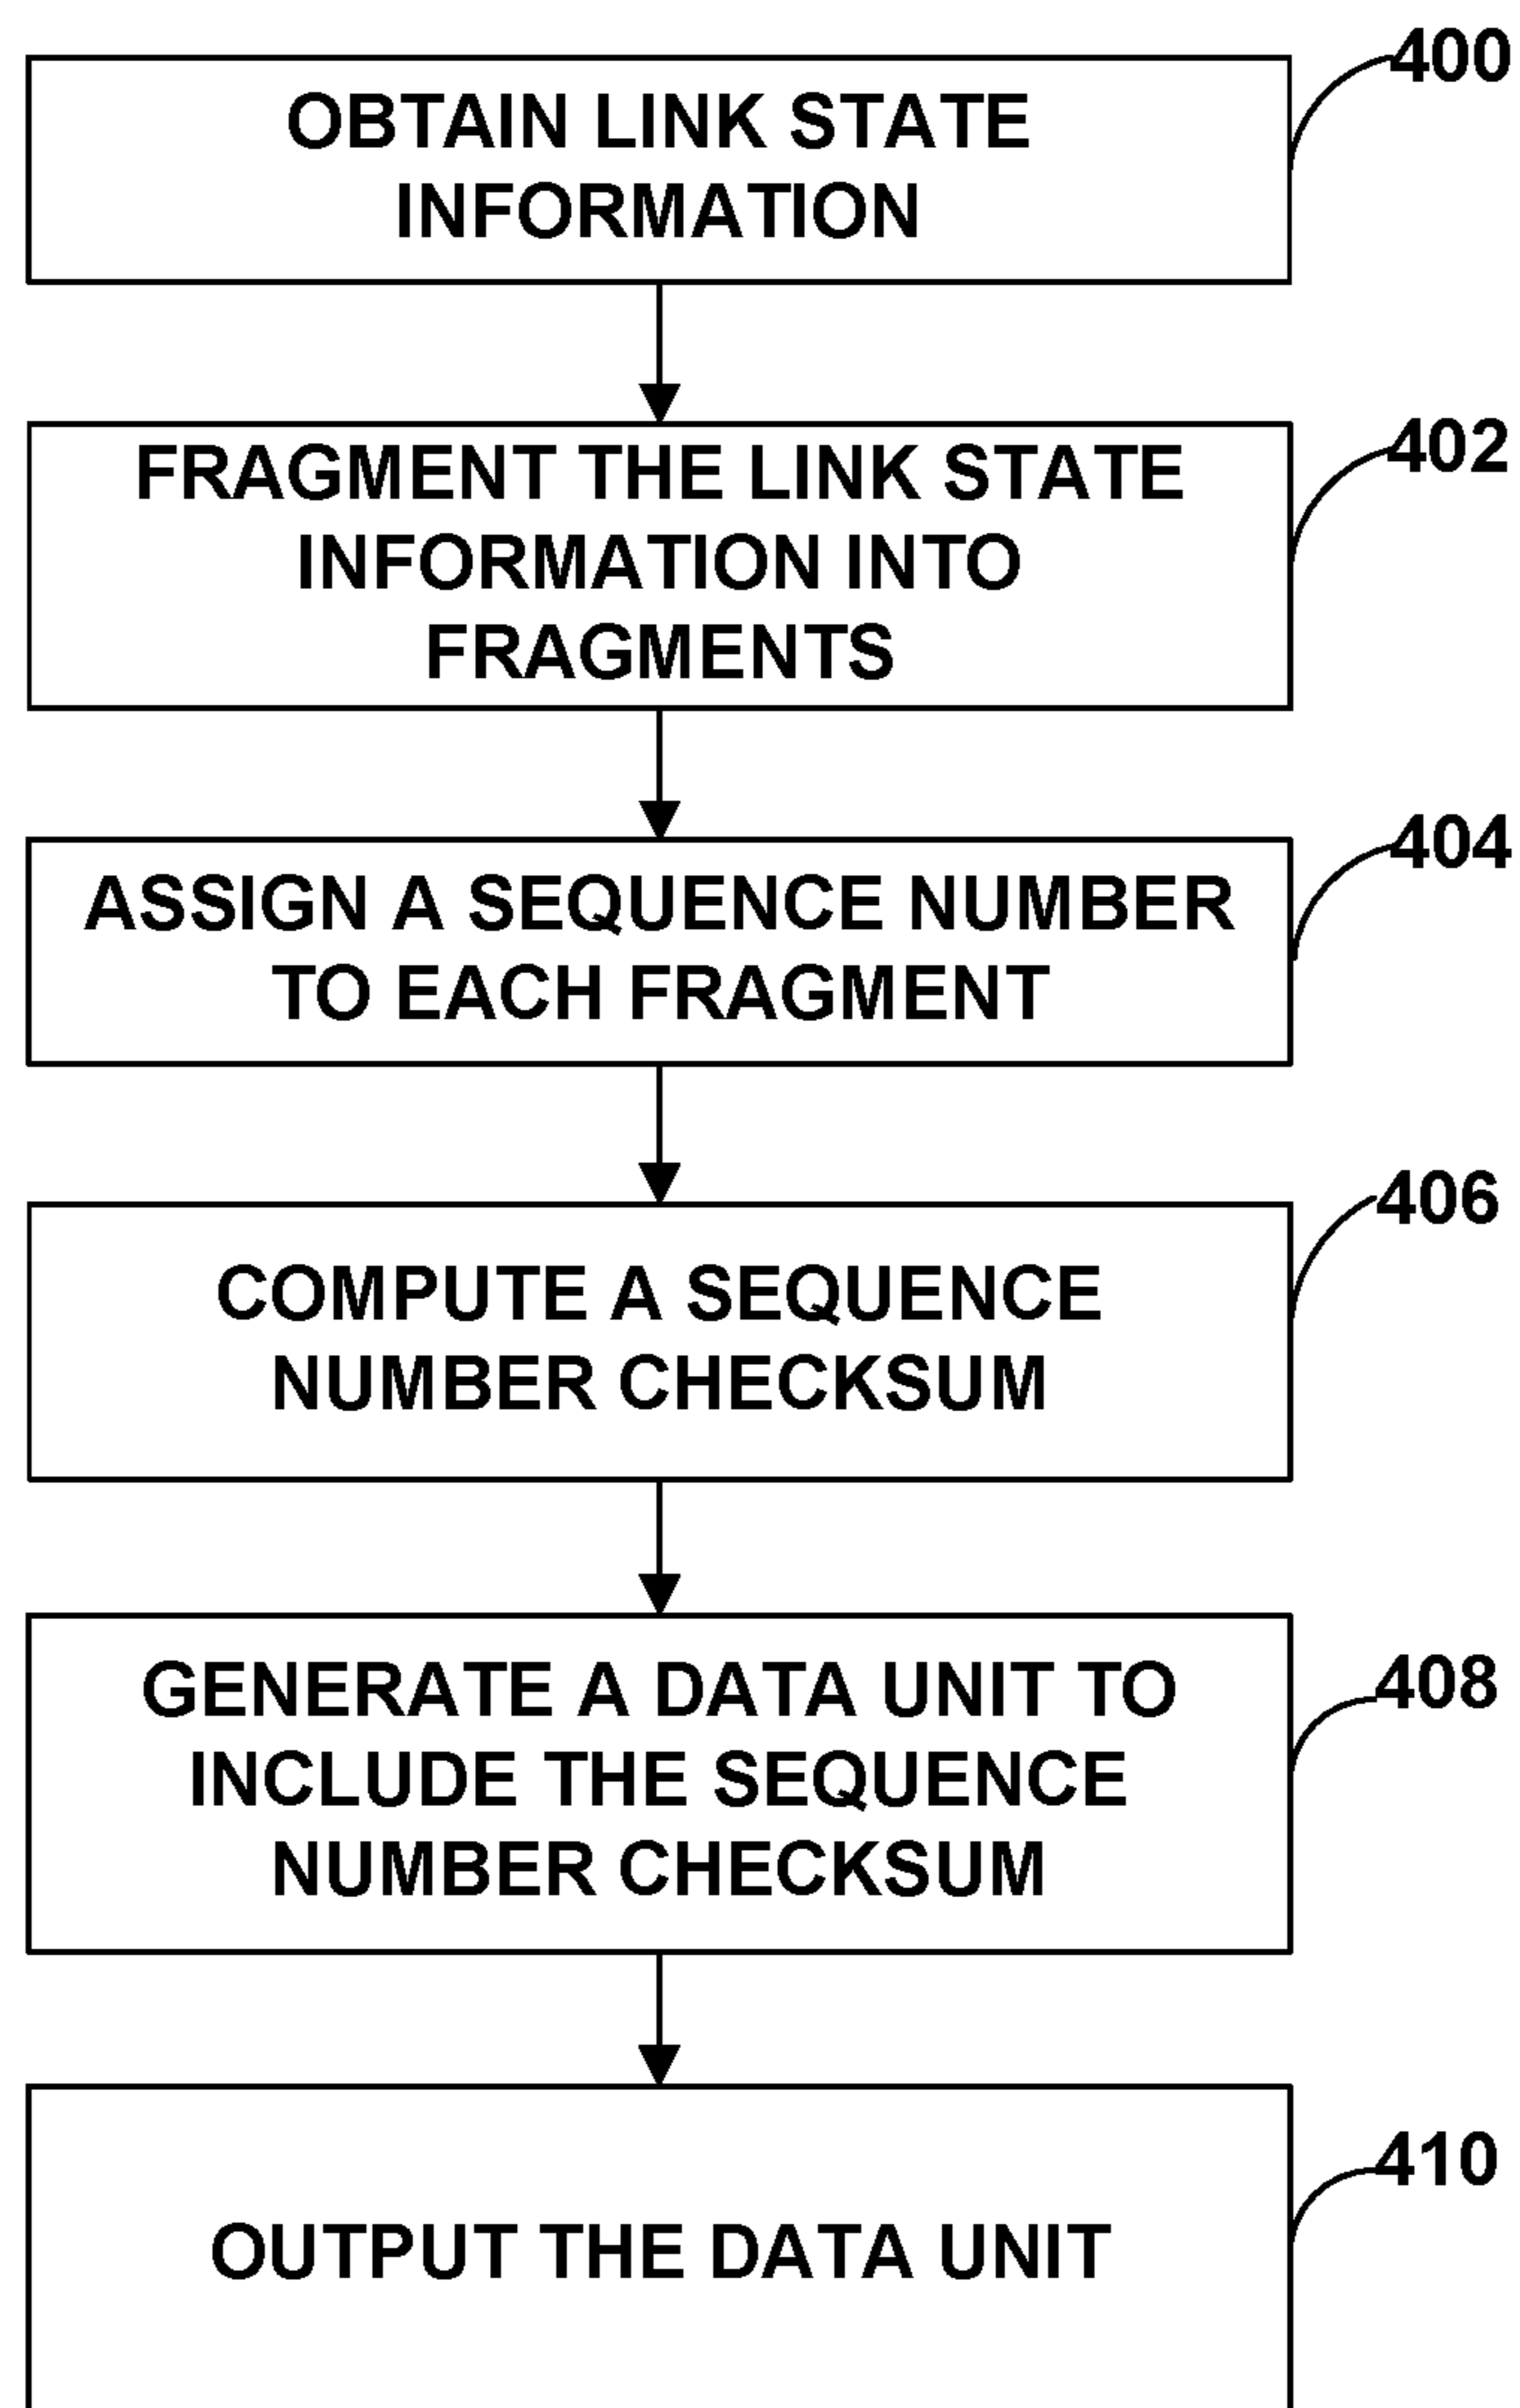 400
OBTAIN LINK STATE
INFORMATION
402
FRAGMENT THE LINK STATE
INFORMATION INTO
FRAGMENTS
404
ASSIGN A SEQUENCE NUMBER
TO EACH FRAGMENT
406
COMPUTE A SEQUENCE
NUMBER CHECKSUM
408
GENERATE A DATA UNIT TO
INCLUDE THE SEQUENCE
NUMBER CHECKSUM
410
OUTPUT THE DATA UNIT